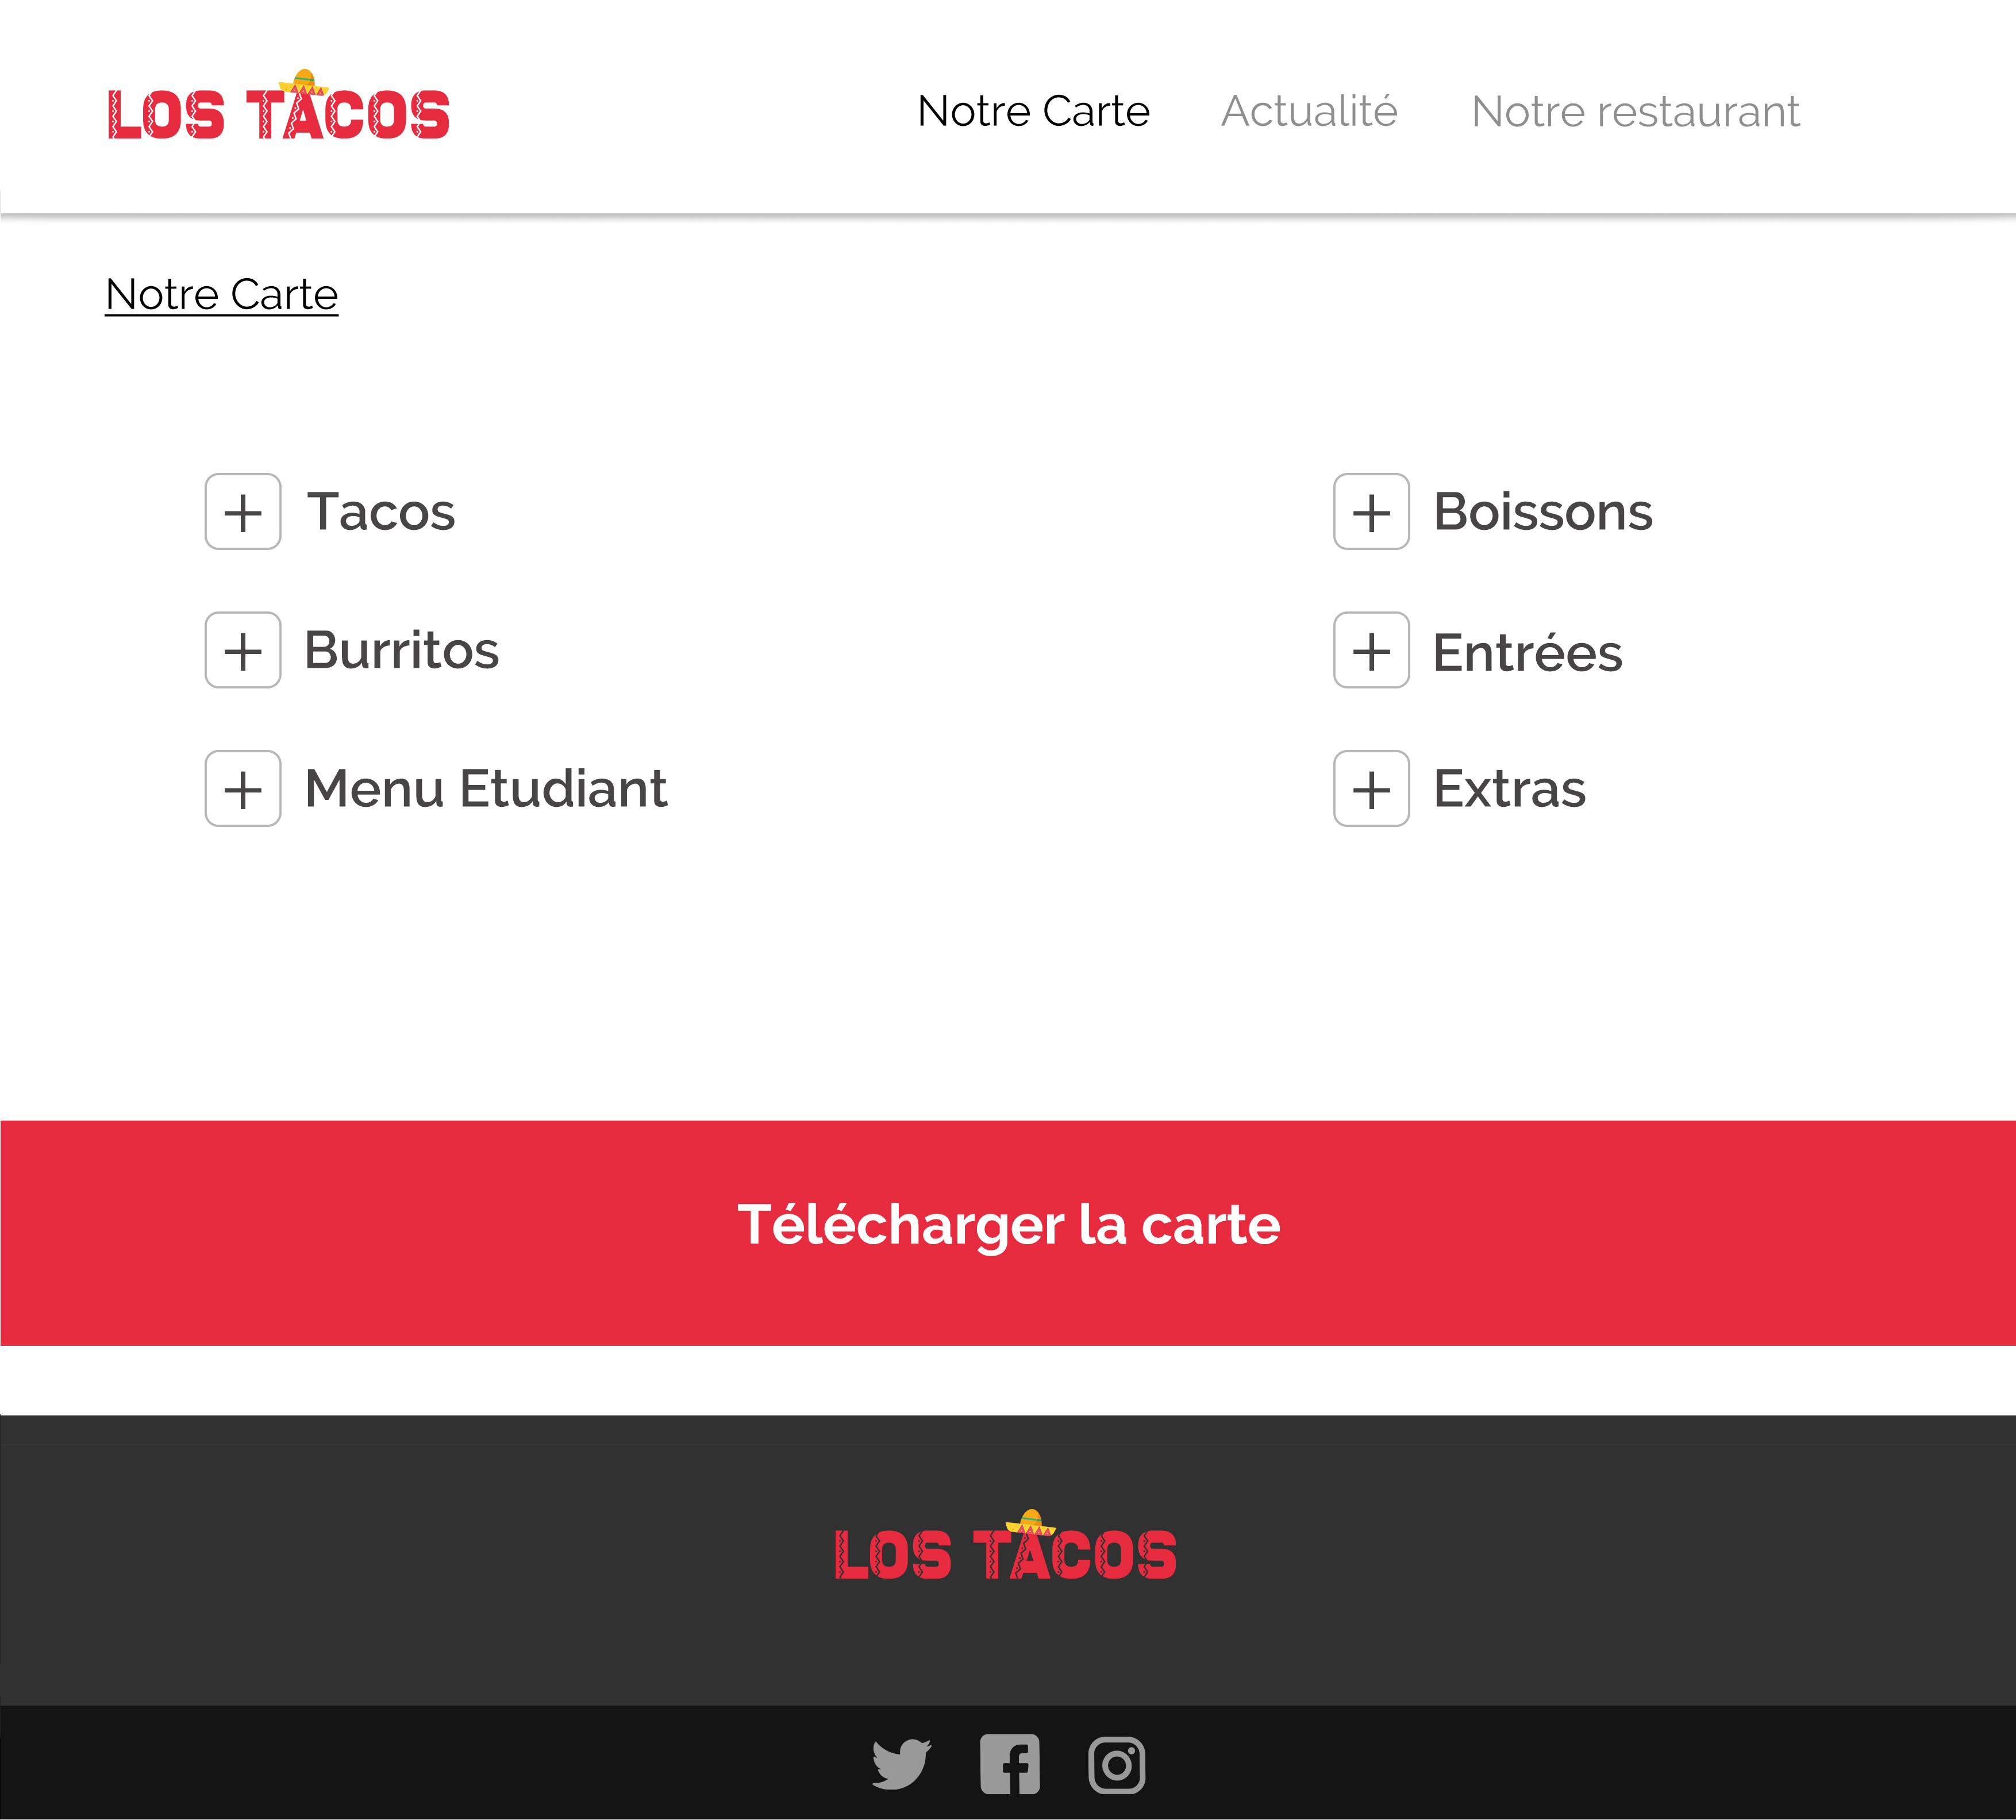 LOS TACOS
Notre Carte
Actualité
Notre restaurant
Notre Carte
Tacos
Boissons
Burritos
Entrées
Menu Etudiant
Extras
Télécharger la carte
LOS TACOS